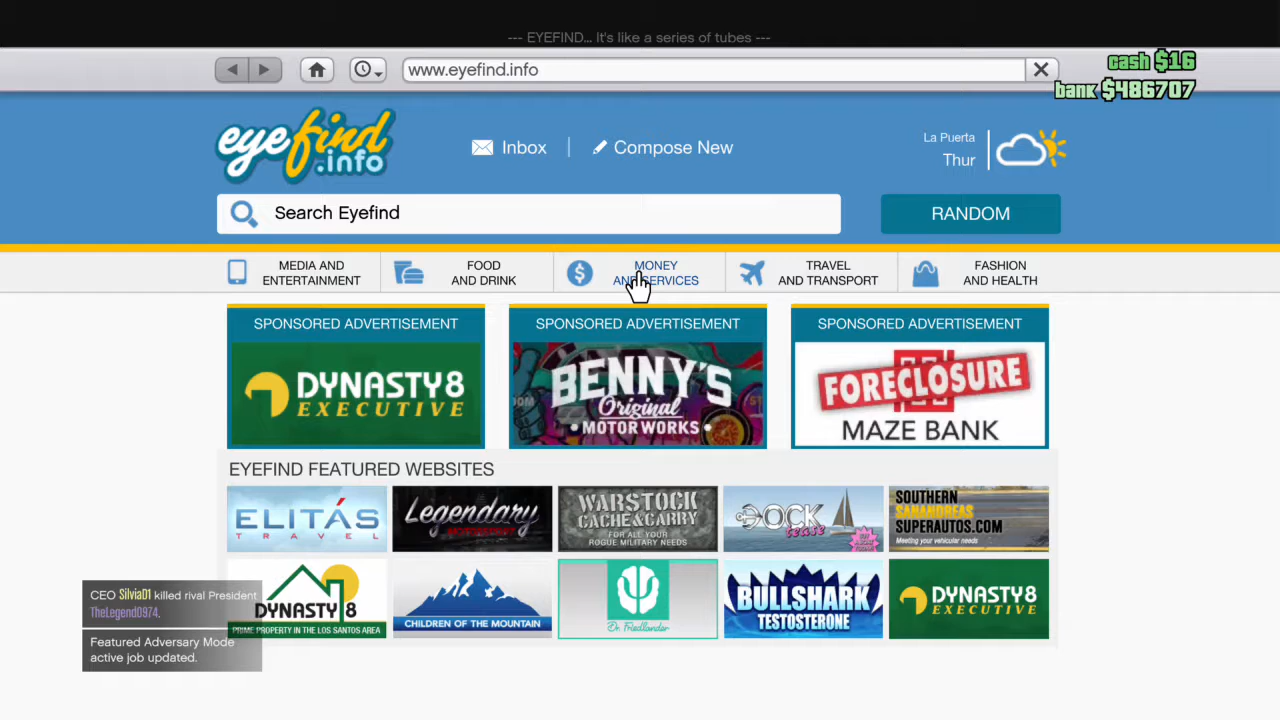 --- EYEFIND... It's like a series of tubes ---
www.eyefind.info
cash $16
bank $486707
eyefind
.info
Inbox
Compose New
La Puerta
Thur
Search Eyefind
RANDOM
MEDIA AND
ENTERTAINMENT
FOOD
AND DRINK
MONEY
AND SERVICES
TRAVEL
AND TRANSPORT
FASHION
AND HEALTH
SPONSORED ADVERTISEMENT
DYNASTY 8
EXECUTIVE
SPONSORED ADVERTISEMENT
BENNY'S
Original
MOTOR WORKS
SPONSORED ADVERTISEMENT
FORECLOSURE
MAZE BANK
EYEFIND FEATURED WEBSITES
ELITÁS
TRAVEL
Legendary
MOTORSPORT
WARSTOCK
CACHE & CARRY
FOR ALL YOUR
ROGUE MILITARY NEEDS
DOCK
tease
SOUTHERN
SANANDREAS
SUPERAUTOS.COM
Meeting your vehicular needs
DYNASTY 8
PRIME PROPERTY IN THE LOS SANTOS AREA
CHILDREN OF THE MOUNTAIN
Dr. Friedlander
BULLSHARK
TESTOSTERONE
DYNASTY 8
EXECUTIVE
CEO SilviaD1 killed rival President
TheLegend0974.
Featured Adversary Mode
active job updated.